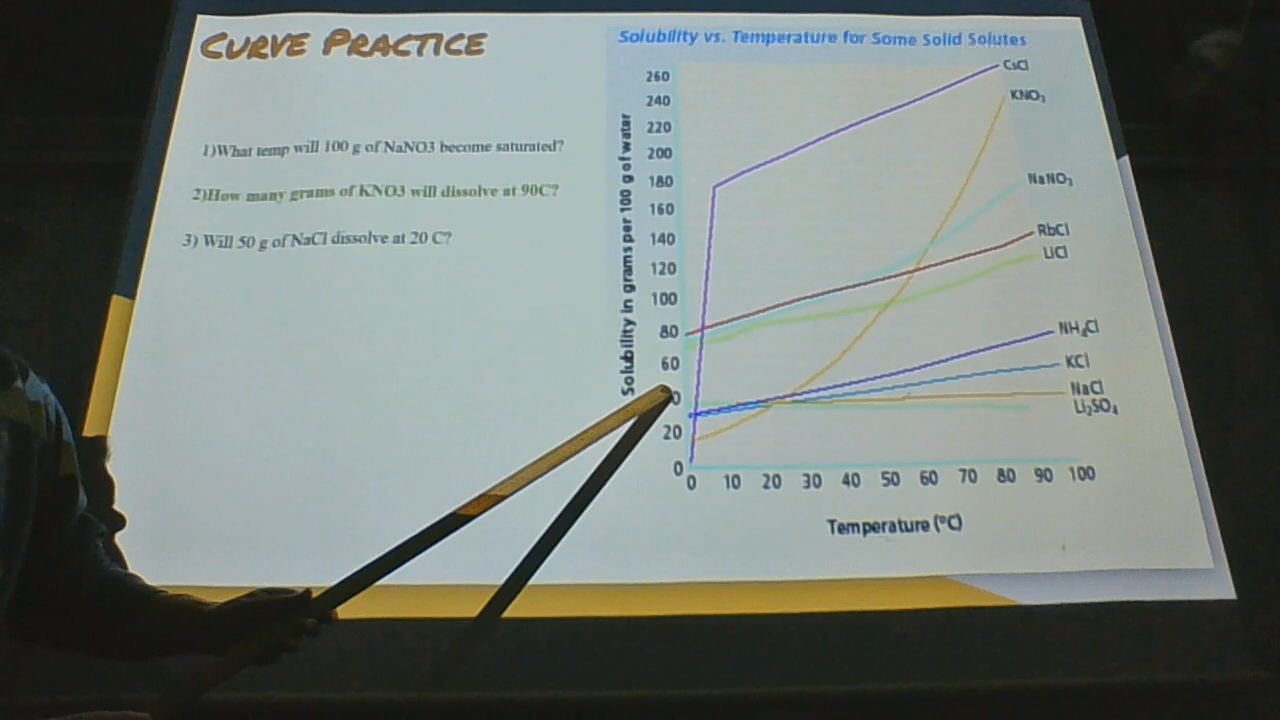 CURVE PRACTICE
1)What temp will 100 g of NaNO3 become saturated?
2)How many grams of KNO3 will dissolve at 90C?
3) Will 50 g of NaCl dissolve at 20 C?
Solubility vs. Temperature for Some Solid Solutes
Solubility in grams per 100 g of water
260
240
220
200
180
160
140
120
100
80
60
20
0
CsCl
KNO₃
NaNO₃
RbCl
LiCl
NH₄Cl
KCl
NaCl
Li₂SO₄
0 10 20 30 40 50 60 70 80 90 100
Temperature (°C)